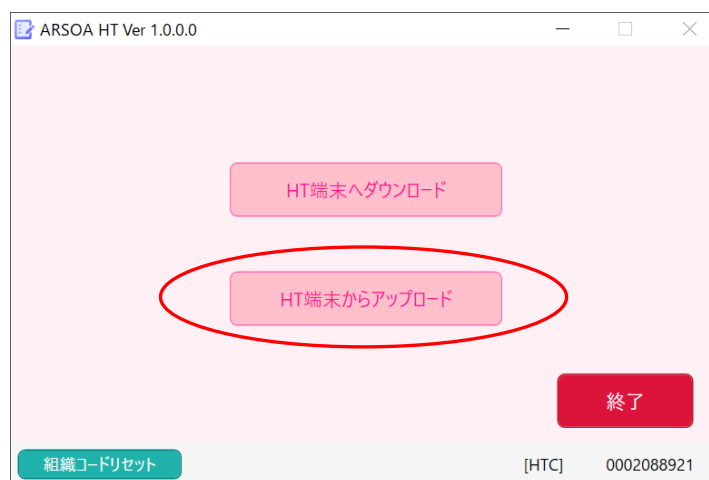 ARSOA HT Ver 1.0.0.0
HT端末へダウンロード
HT端末からアップロード
終了
組織コードリセット
[HTC] 0002088921